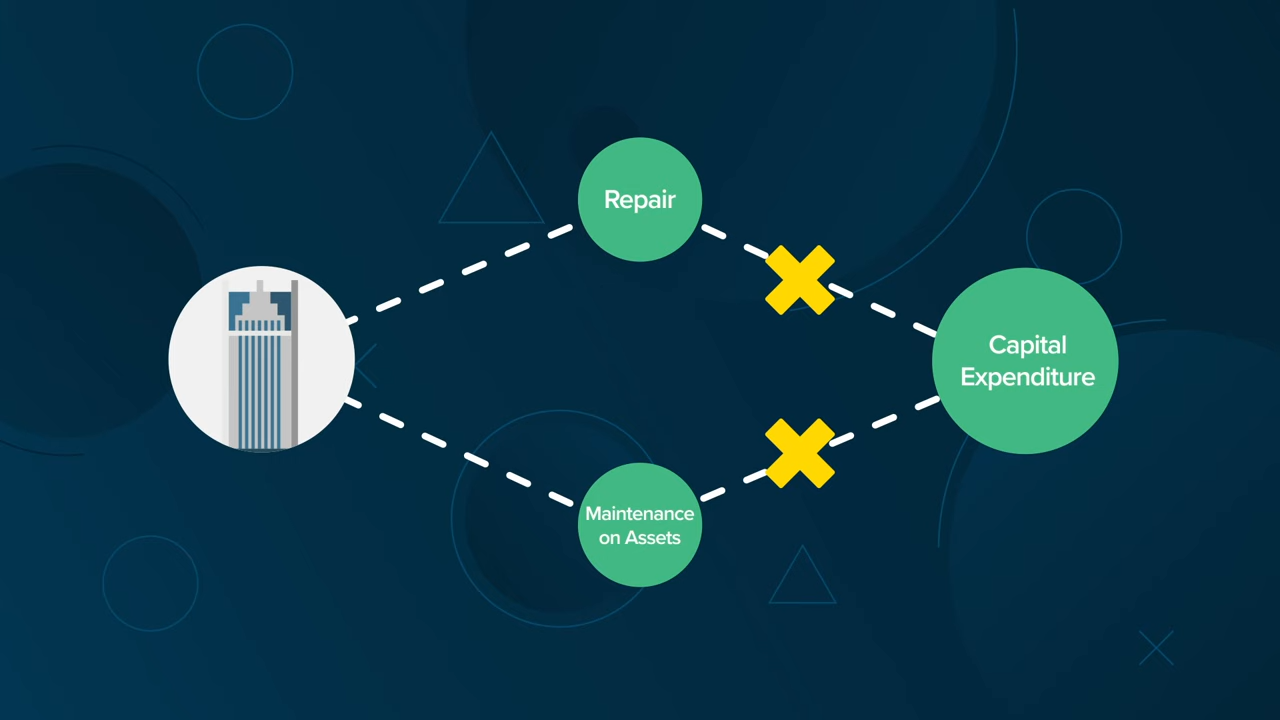 Repair
Capital
Expenditure
Maintenance
on Assets